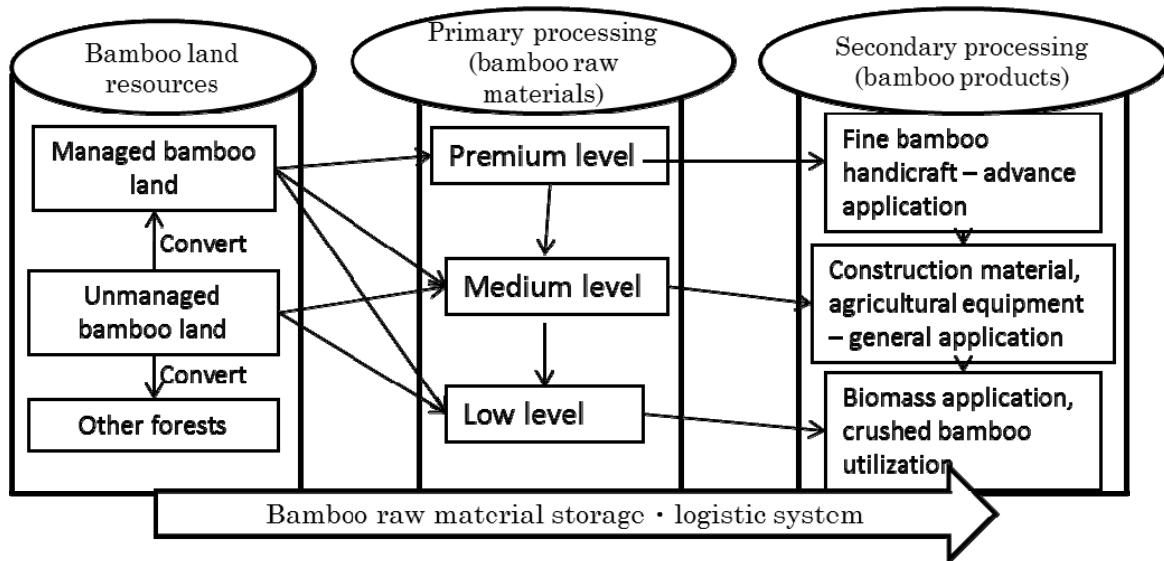 Bamboo land
resources
Primary processing
(bamboo raw
materials)
Secondary processing
(bamboo products)
Managed bamboo
land
Convert
Unmanaged
bamboo land
Convert
Other forests
Premium level
Medium level
Low level
Fine bamboo
handicraft – advance
application
Construction material,
agricultural equipment
– general application
Biomass application,
crushed bamboo
utilization
Bamboo raw material storage・logistic system